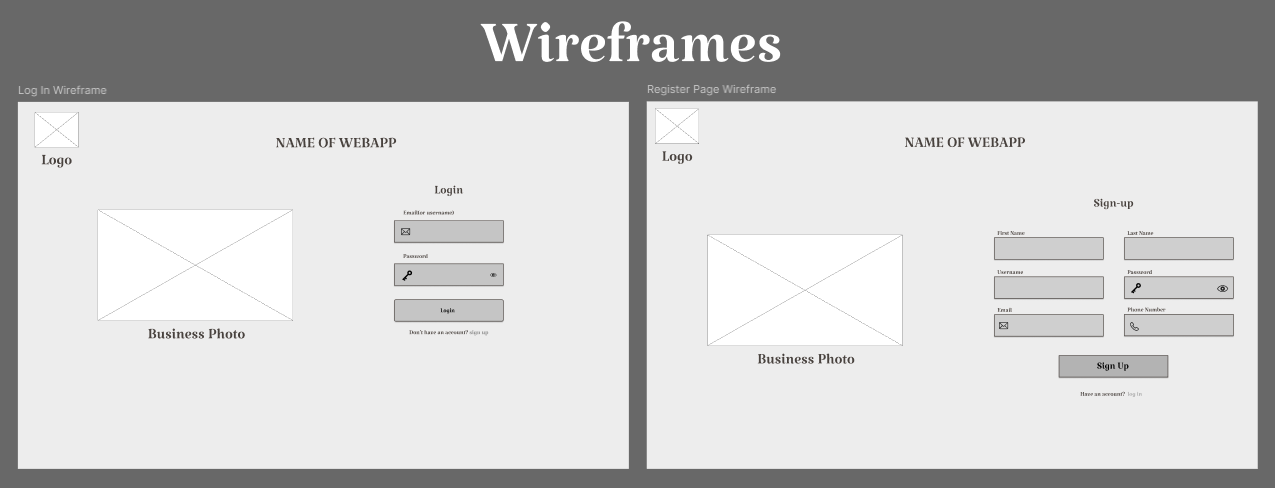 Wireframes
Log In Wireframe
Logo
NAME OF WEBAPP
Login
Email(or username)
Password
Login
Don't have an account? sign up
Business Photo
Register Page Wireframe
Logo
NAME OF WEBAPP
Sign-up
First Name
Last Name
Username
Password
Email
Phone Number
Sign Up
Have an account? log in
Business Photo